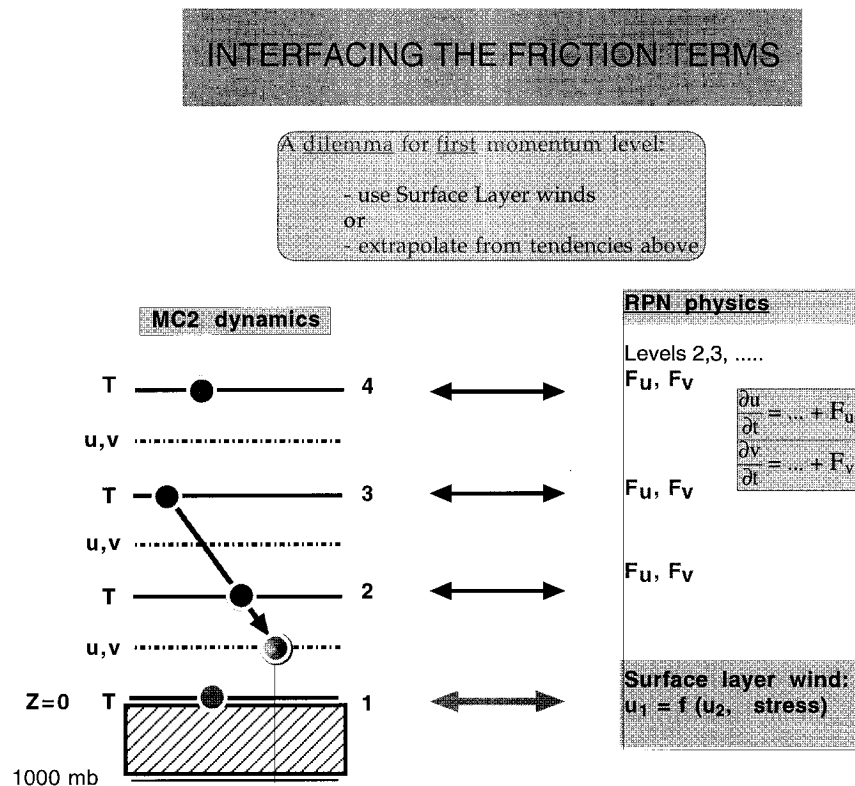 INTERFACING THE FRICTION TERMS
A dilemma for first momentum level:
- use Surface Layer winds
or
- extrapolate from tendencies above
MC2 dynamics
RPN physics
Levels 2,3, .....
T 4 Fu, Fv
∂u/∂t = ... + Fu
∂v/∂t = ... + Fv
u,v
T 3 Fu, Fv
u,v
T 2 Fu, Fv
u,v
Z=0 T 1
Surface layer wind:
u1 = f (u2, stress)
1000 mb